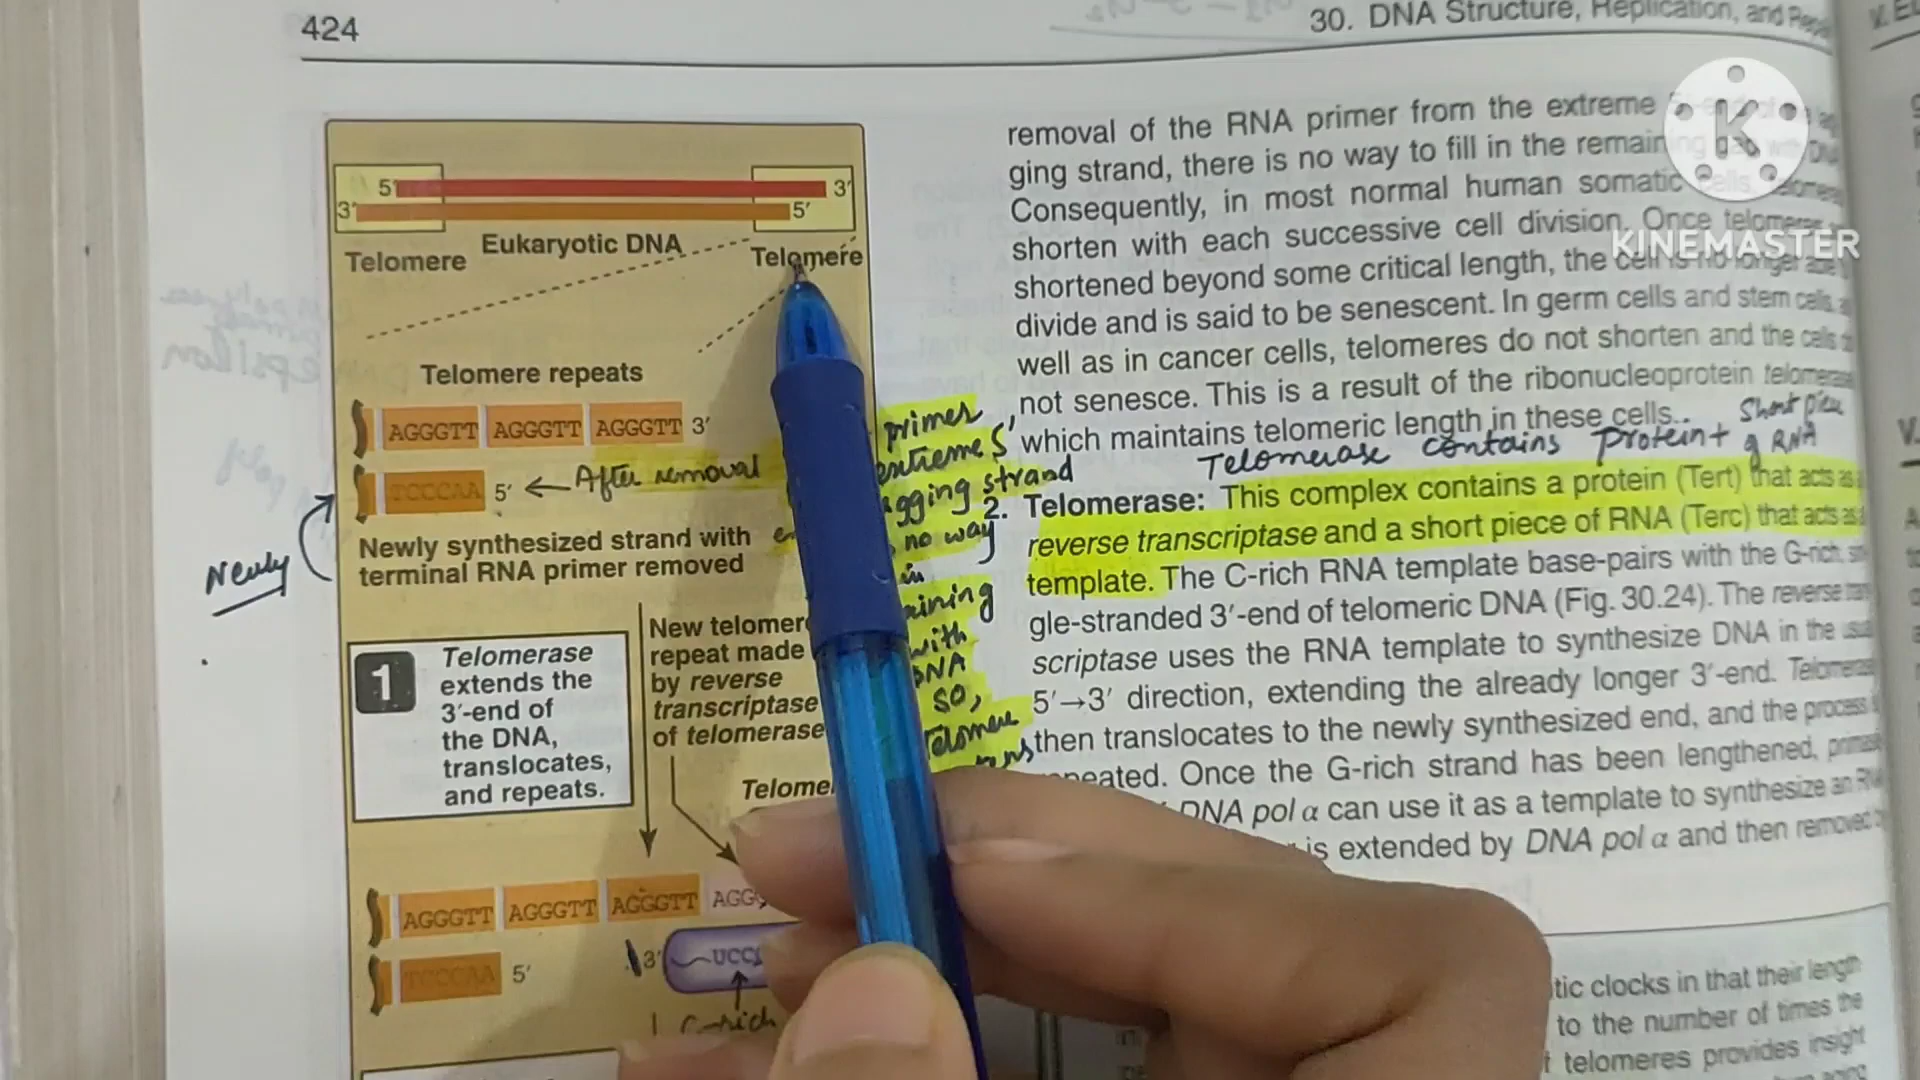 424
30. DNA Structure, Replication, and
5' 3'
3' 5'
Telomere Eukaryotic DNA Telomere
Telomere repeats
AGGGTT AGGGTT AGGGTT 3'
TCCCAA 5' ← After removal
Newly
Newly synthesized strand with
terminal RNA primer removed
1
Telomerase
extends the
3'-end of
the DNA,
translocates,
and repeats.
New telomere
repeat made
by reverse
transcriptase
of telomerase
AGGGTT AGGGTT AGGGTT
TCCCAA 5'
3'
C-rich
primer
extreme 5'
strand
no way
in
with
DNA
so,
Telomere
removal of the RNA primer from the extreme
ging strand, there is no way to fill in the remaining
Consequently, in most normal human somatic cells,
shorten with each successive cell division. Once telomeres
shortened beyond some critical length, the cell is no longer able
divide and is said to be senescent. In germ cells and stem cells, as
well as in cancer cells, telomeres do not shorten and the cells
not senesce. This is a result of the ribonucleoprotein
which maintains telomeric length in these cells.
Telomerase contains protein + short piece
of RNA
2. Telomerase: This complex contains a protein (Tert) that acts as
reverse transcriptase and a short piece of RNA (Terc) that acts as
template. The C-rich RNA template base-pairs with the G-rich,
gle-stranded 3'-end of telomeric DNA (Fig. 30.24). The reverse
scriptase uses the RNA template to synthesize DNA in the
5'→3' direction, extending the already longer 3'-end.
then translocates to the newly synthesized end, and the process
peated. Once the G-rich strand has been lengthened,
DNA pol α can use it as a template to synthesize an
is extended by DNA pol α and then removed
tic clocks in that their length
to the number of times the
telomeres provides insight
K
KINEMASTER